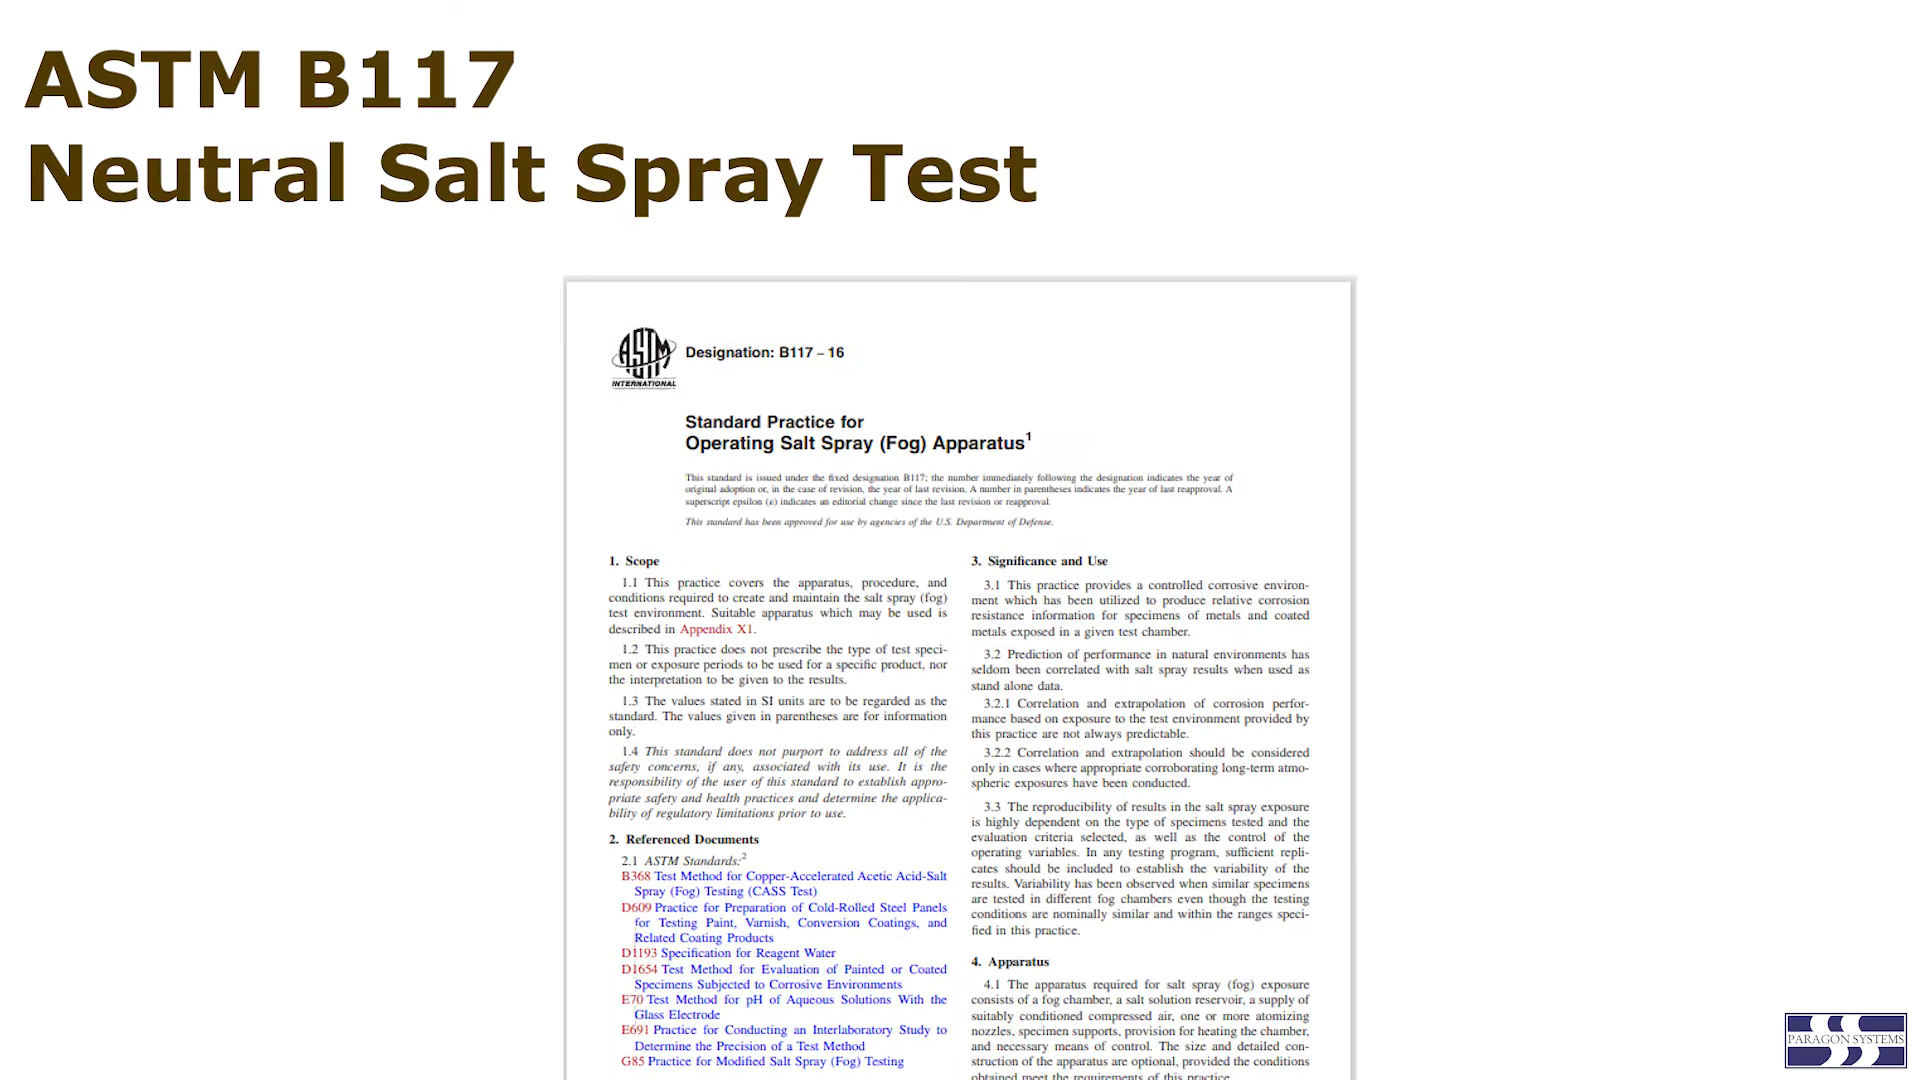 ASTM B117
Neutral Salt Spray Test
ASTM
INTERNATIONAL
Designation: B117 – 16
Standard Practice for
Operating Salt Spray (Fog) Apparatus1
This standard is issued under the fixed designation B117; the number immediately following the designation indicates the year of
original adoption or, in the case of revision, the year of last revision. A number in parentheses indicates the year of last reapproval. A
superscript epsilon (ε) indicates an editorial change since the last revision or reapproval.
This standard has been approved for use by agencies of the U.S. Department of Defense.
1. Scope
1.1 This practice covers the apparatus, procedure, and
conditions required to create and maintain the salt spray (fog)
test environment. Suitable apparatus which may be used is
described in Appendix X1.
1.2 This practice does not prescribe the type of test speci-
men or exposure periods to be used for a specific product, nor
the interpretation to be given to the results.
1.3 The values stated in SI units are to be regarded as the
standard. The values given in parentheses are for information
only.
1.4 This standard does not purport to address all of the
safety concerns, if any, associated with its use. It is the
responsibility of the user of this standard to establish appro-
priate safety and health practices and determine the applica-
bility of regulatory limitations prior to use.
2. Referenced Documents
2.1 ASTM Standards:2
B368 Test Method for Copper-Accelerated Acetic Acid-Salt
Spray (Fog) Testing (CASS Test)
D609 Practice for Preparation of Cold-Rolled Steel Panels
for Testing Paint, Varnish, Conversion Coatings, and
Related Coating Products
D1193 Specification for Reagent Water
D1654 Test Method for Evaluation of Painted or Coated
Specimens Subjected to Corrosive Environments
E70 Test Method for pH of Aqueous Solutions With the
Glass Electrode
E691 Practice for Conducting an Interlaboratory Study to
Determine the Precision of a Test Method
G85 Practice for Modified Salt Spray (Fog) Testing
3. Significance and Use
3.1 This practice provides a controlled corrosive environ-
ment which has been utilized to produce relative corrosion
resistance information for specimens of metals and coated
metals exposed in a given test chamber.
3.2 Prediction of performance in natural environments has
seldom been correlated with salt spray results when used as
stand alone data.
3.2.1 Correlation and extrapolation of corrosion perfor-
mance based on exposure to the test environment provided by
this practice are not always predictable.
3.2.2 Correlation and extrapolation should be considered
only in cases where appropriate corroborating long-term atmo-
spheric exposures have been conducted.
3.3 The reproducibility of results in the salt spray exposure
is highly dependent on the type of specimens tested and the
evaluation criteria selected, as well as the control of the
operating variables. In any testing program, sufficient repli-
cates should be included to establish the variability of the
results. Variability has been observed when similar specimens
are tested in different fog chambers even though the testing
conditions are nominally similar and within the ranges speci-
fied in this practice.
4. Apparatus
4.1 The apparatus required for salt spray (fog) exposure
consists of a fog chamber, a salt solution reservoir, a supply of
suitably conditioned compressed air, one or more atomizing
nozzles, specimen supports, provision for heating the chamber,
and necessary means of control. The size and detailed con-
struction of the apparatus are optional, provided the conditions
obtained meet the requirements of this practice.
PARAGON SYSTEMS